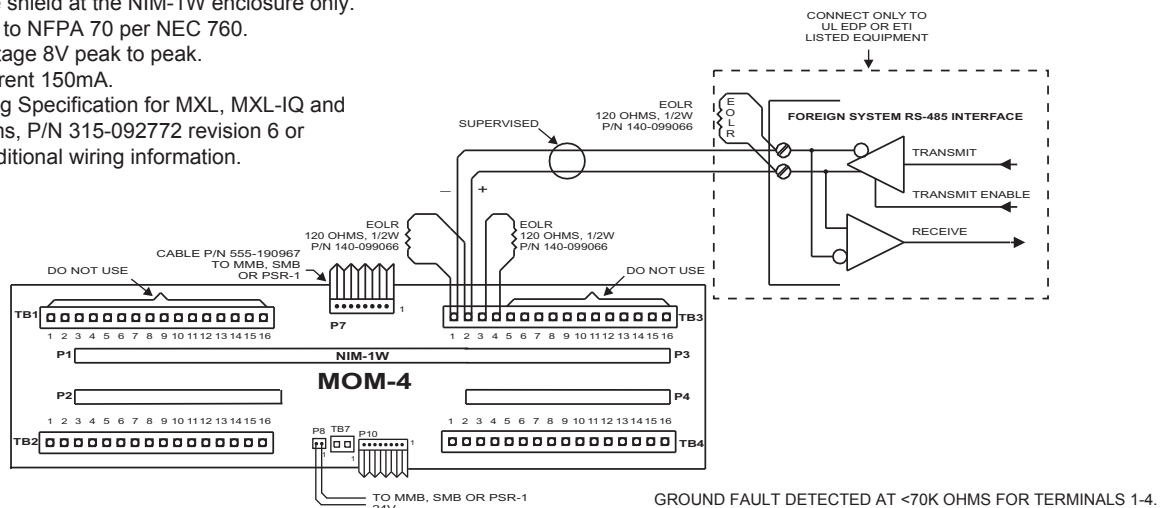 e shield at the NIM-1W enclosure only.
to NFPA 70 per NEC 760.
tage 8V peak to peak.
rent 150mA.
g Specification for MXL, MXL-IQ and
ns, P/N 315-092772 revision 6 or
ditional wiring information.
CONNECT ONLY TO
UL EDP OR ETI
LISTED EQUIPMENT
EOLR
120 OHMS, 1/2W
P/N 140-099066
E
O
L
R
FOREIGN SYSTEM RS-485 INTERFACE
SUPERVISED
TRANSMIT
TRANSMIT ENABLE
RECEIVE
— +
EOLR
120 OHMS, 1/2W
P/N 140-099066
EOLR
120 OHMS, 1/2W
P/N 140-099066
CABLE P/N 555-190967
TO MMB, SMB
OR PSR-1
DO NOT USE
DO NOT USE
TB1
P7
1
TB3
1 2 3 4 5 6 7 8 9 10 11 12 13 14 15 16
1 2 3 4 5 6 7 8 9 10 11 12 13 14 15 16
P1
NIM-1W
P3
MOM-4
P2
P4
1 2 3 4 5 6 7 8 9 10 11 12 13 14 15 16
1 2 3 4 5 6 7 8 9 10 11 12 13 14 15 16
TB2
P8 TB7 P10
1
1
1
TB4
TO MMB, SMB OR PSR-1
24V
GROUND FAULT DETECTED AT <70K OHMS FOR TERMINALS 1-4.